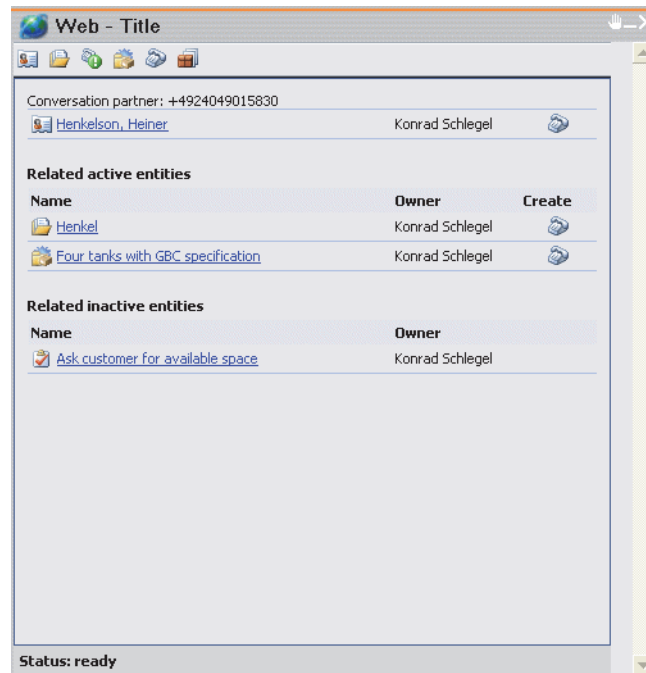 Web - Title
Conversation partner: +4924049015830
Henkelson, Heiner Konrad Schlegel
Related active entities
Name Owner Create
Henkel Konrad Schlegel
Four tanks with GBC specification Konrad Schlegel
Related inactive entities
Name Owner
Ask customer for available space Konrad Schlegel
Status: ready